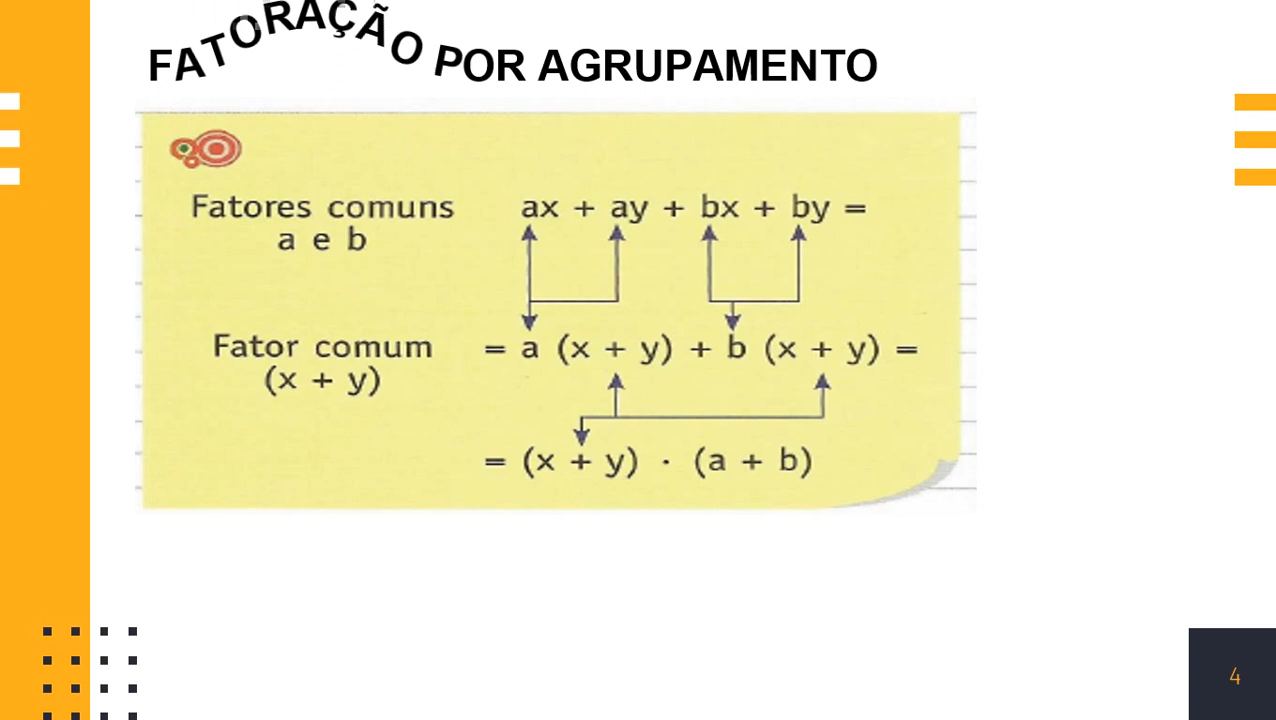 FATORAÇÃO POR AGRUPAMENTO
Fatores comuns
a e b
ax + ay + bx + by =
Fator comum
(x + y)
= a (x + y) + b (x + y) =
= (x + y) · (a + b)
4